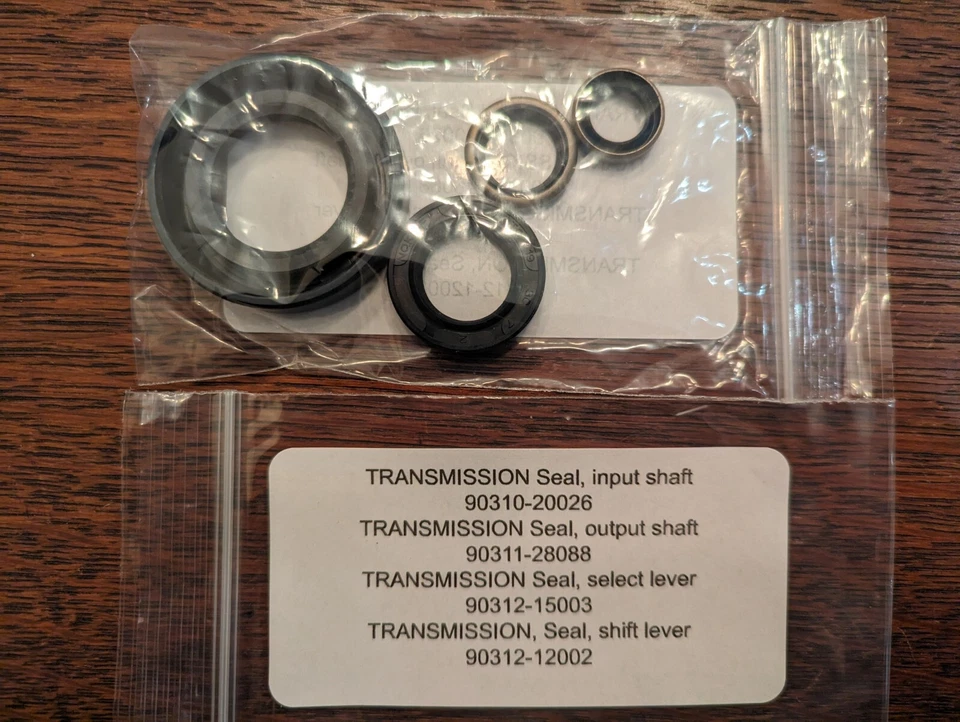 TRANSMISSION Seal, input shaft
90310-20026
TRANSMISSION Seal, output shaft
90311-28088
TRANSMISSION Seal, select lever
90312-15003
TRANSMISSION, Seal, shift lever
90312-12002